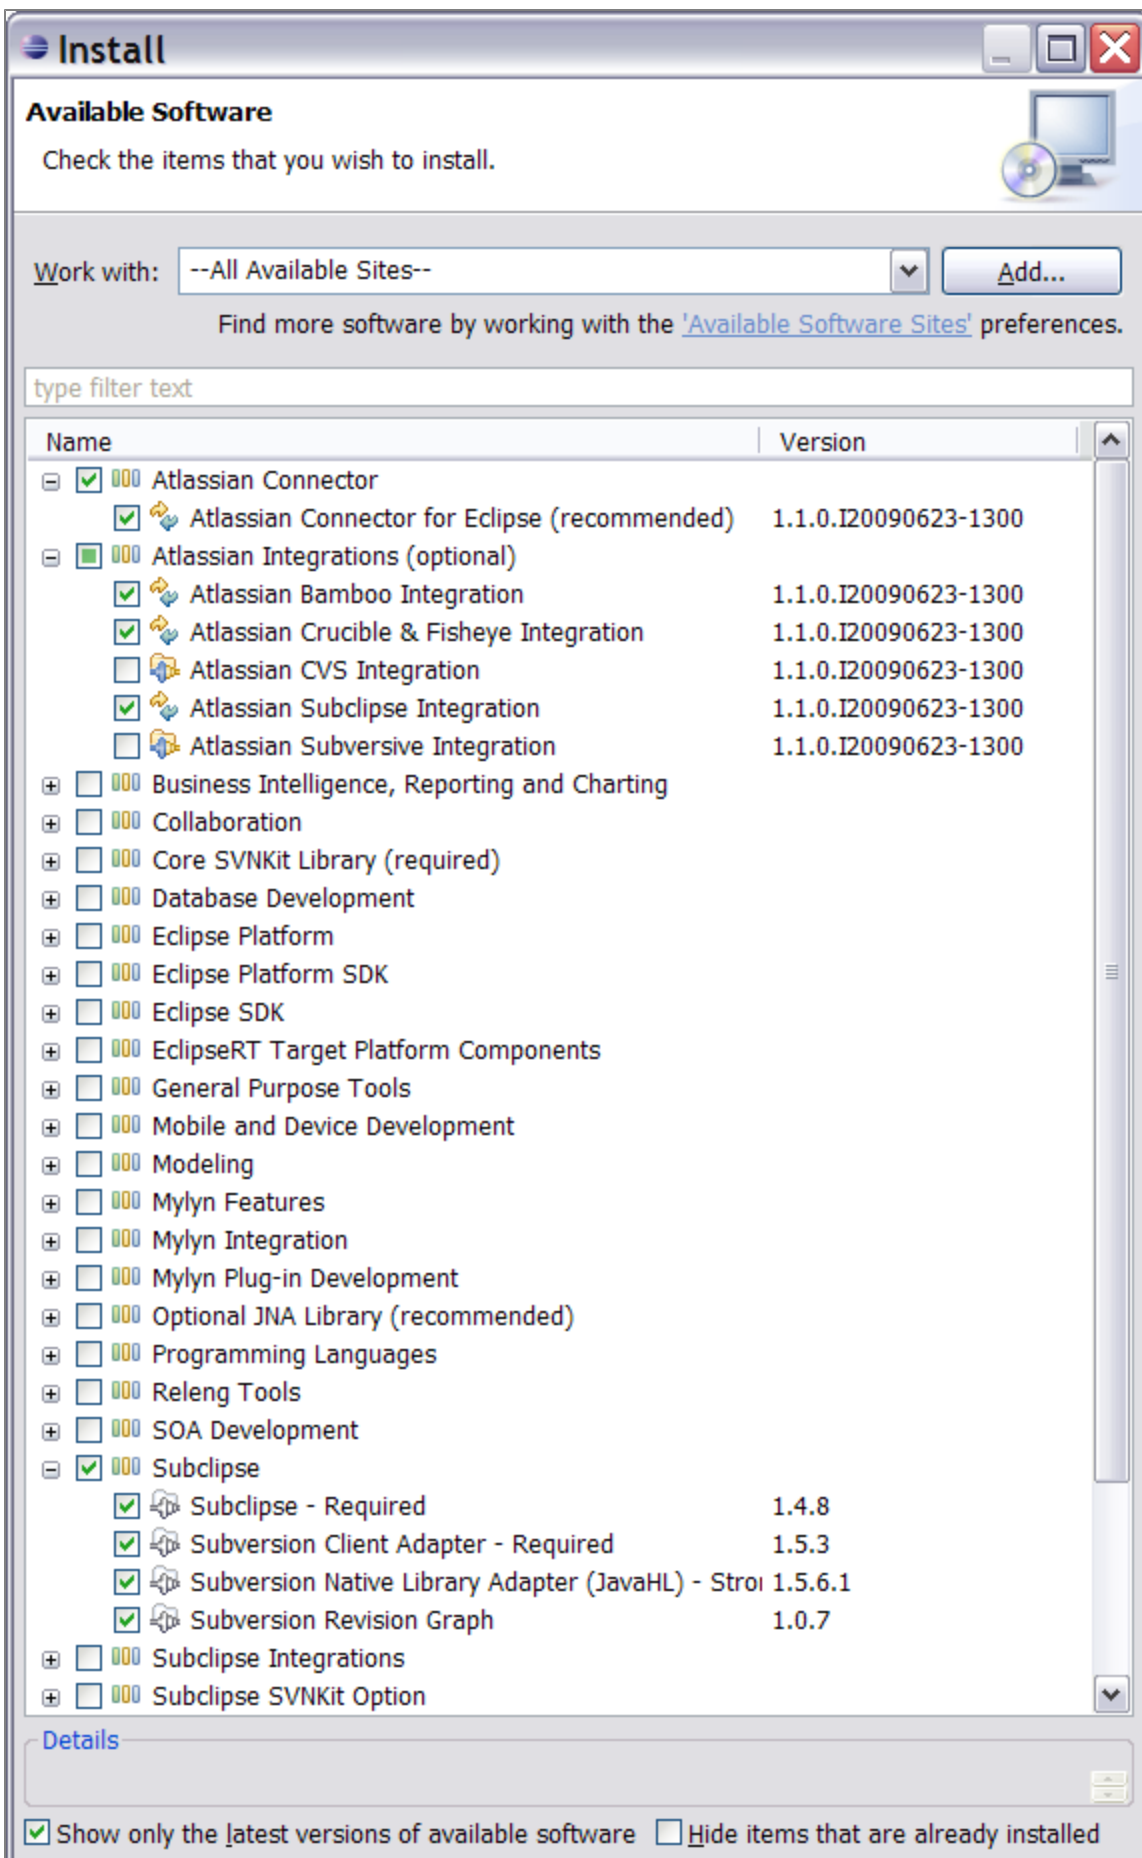 Install
Available Software
Check the items that you wish to install.
Work with: --All Available Sites-- Add...
Find more software by working with the 'Available Software Sites' preferences.
type filter text
Name Version
Atlassian Connector
Atlassian Connector for Eclipse (recommended) 1.1.0.I20090623-1300
Atlassian Integrations (optional)
Atlassian Bamboo Integration 1.1.0.I20090623-1300
Atlassian Crucible & Fisheye Integration 1.1.0.I20090623-1300
Atlassian CVS Integration 1.1.0.I20090623-1300
Atlassian Subclipse Integration 1.1.0.I20090623-1300
Atlassian Subversive Integration 1.1.0.I20090623-1300
Business Intelligence, Reporting and Charting
Collaboration
Core SVNKit Library (required)
Database Development
Eclipse Platform
Eclipse Platform SDK
Eclipse SDK
EclipseRT Target Platform Components
General Purpose Tools
Mobile and Device Development
Modeling
Mylyn Features
Mylyn Integration
Mylyn Plug-in Development
Optional JNA Library (recommended)
Programming Languages
Releng Tools
SOA Development
Subclipse
Subclipse - Required 1.4.8
Subversion Client Adapter - Required 1.5.3
Subversion Native Library Adapter (JavaHL) - Stro 1.5.6.1
Subversion Revision Graph 1.0.7
Subclipse Integrations
Subclipse SVNKit Option
Details
Show only the latest versions of available software Hide items that are already installed